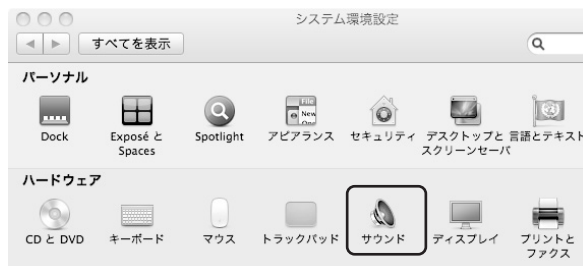 システム環境設定
すべてを表示
パーソナル
Dock
Exposé と
Spaces
Spotlight
File
New
アピアランス
セキュリティ
デスクトップと
スクリーンセーバ
言語とテキスト
ハードウェア
CD と DVD
キーボード
マウス
トラックパッド
サウンド
ディスプレイ
プリントと
ファクス